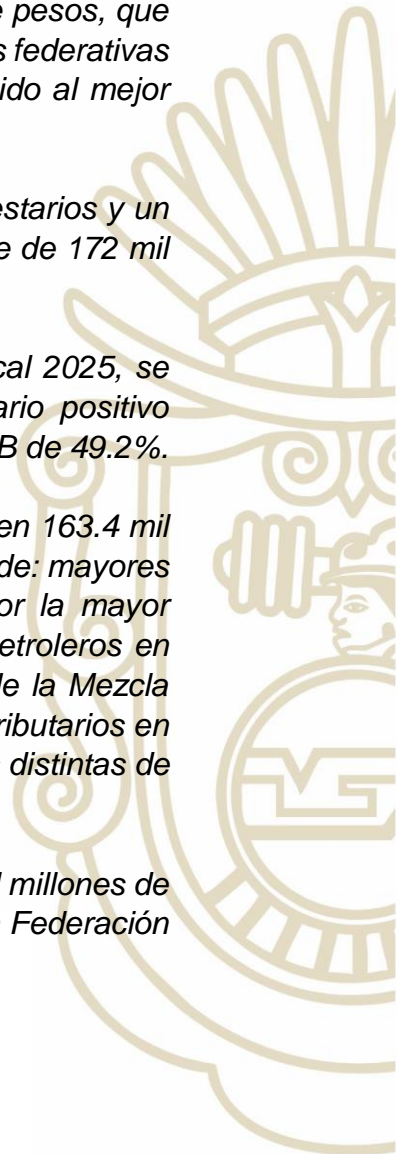 pesos, que
federativas
ido al mejor
estarios y un
e de 172 mil
cal 2025, se
ario positivo
B de 49.2%.
en 163.4 mil
de: mayores
or la mayor
etroleros en
de la Mezcla
ributarios en
distintas de
millones de
Federación